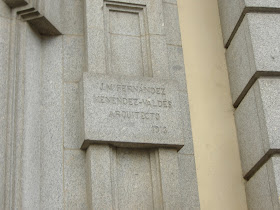 J.M. FERNANDEZ
MENENDEZ-VALDES
ARQUITECTO